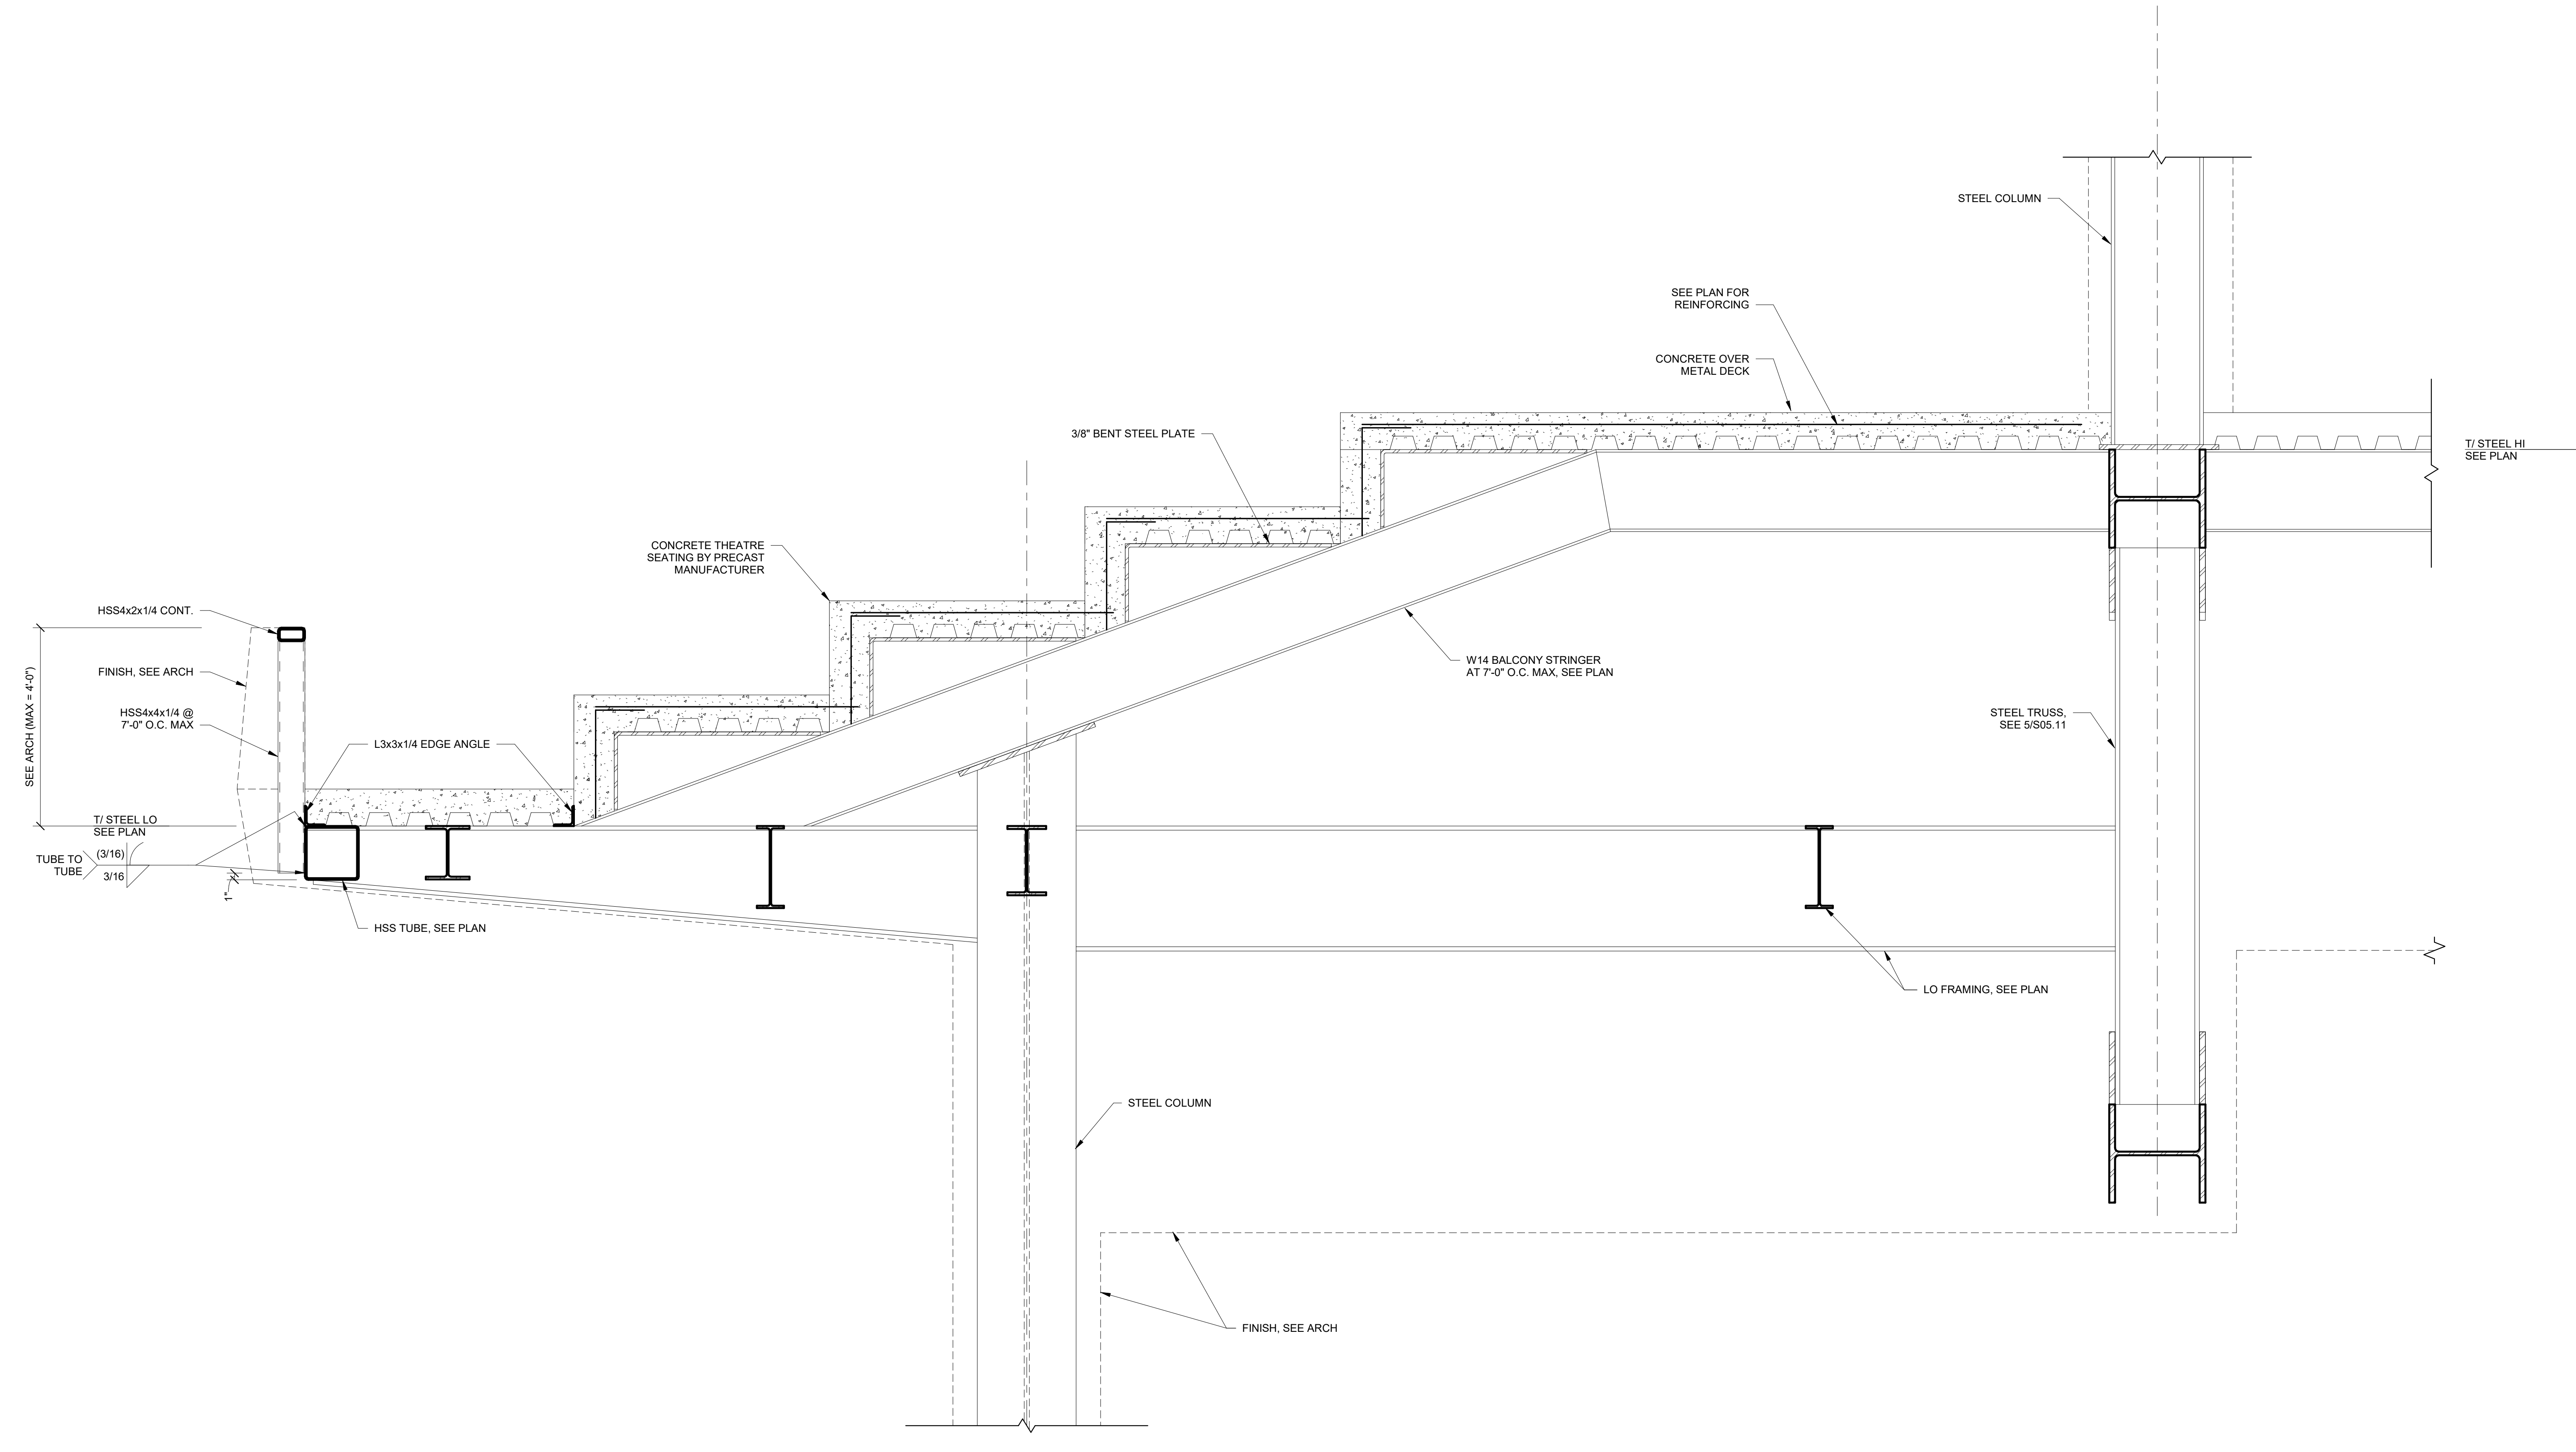 STEEL COLUMN
SEE PLAN FOR
REINFORCING
CONCRETE OVER
METAL DECK
3/8" BENT STEEL PLATE
T/ STEEL HI
SEE PLAN
CONCRETE THEATRE
SEATING BY PRECAST
MANUFACTURER
HSS4x2x1/4 CONT.
FINISH, SEE ARCH
HSS4x4x1/4 @
7'-0" O.C. MAX
SEE ARCH (MAX = 4'-0")
L3x3x1/4 EDGE ANGLE
W14 BALCONY STRINGER
AT 7'-0" O.C. MAX, SEE PLAN
STEEL TRUSS,
SEE 5/S05.11
T/ STEEL LO
SEE PLAN
TUBE TO
TUBE
(3/16)
3/16
1"
HSS TUBE, SEE PLAN
LO FRAMING, SEE PLAN
STEEL COLUMN
FINISH, SEE ARCH